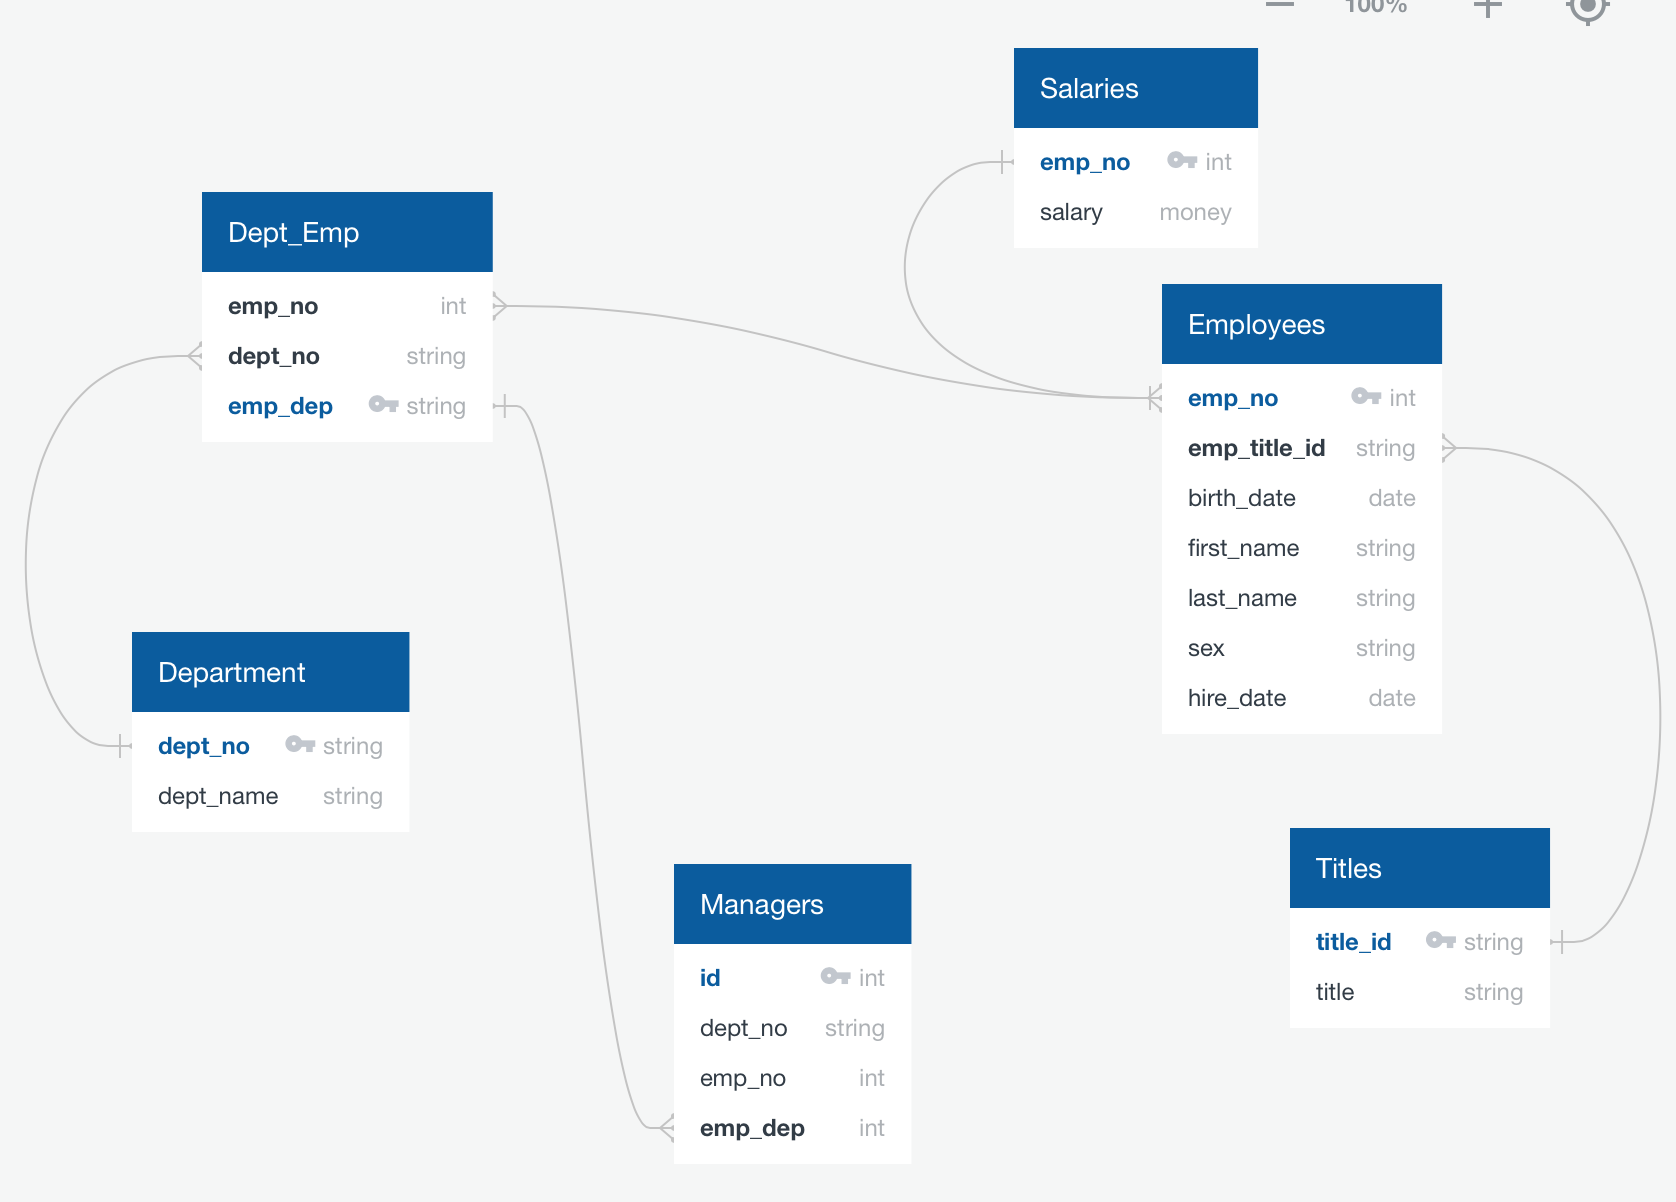 100%
Salaries
emp_no int
salary money
Dept_Emp
emp_no int
dept_no string
emp_dep string
Employees
emp_no int
emp_title_id string
birth_date date
first_name string
last_name string
sex string
hire_date date
Department
dept_no string
dept_name string
Managers
id int
dept_no string
emp_no int
emp_dep int
Titles
title_id string
title string